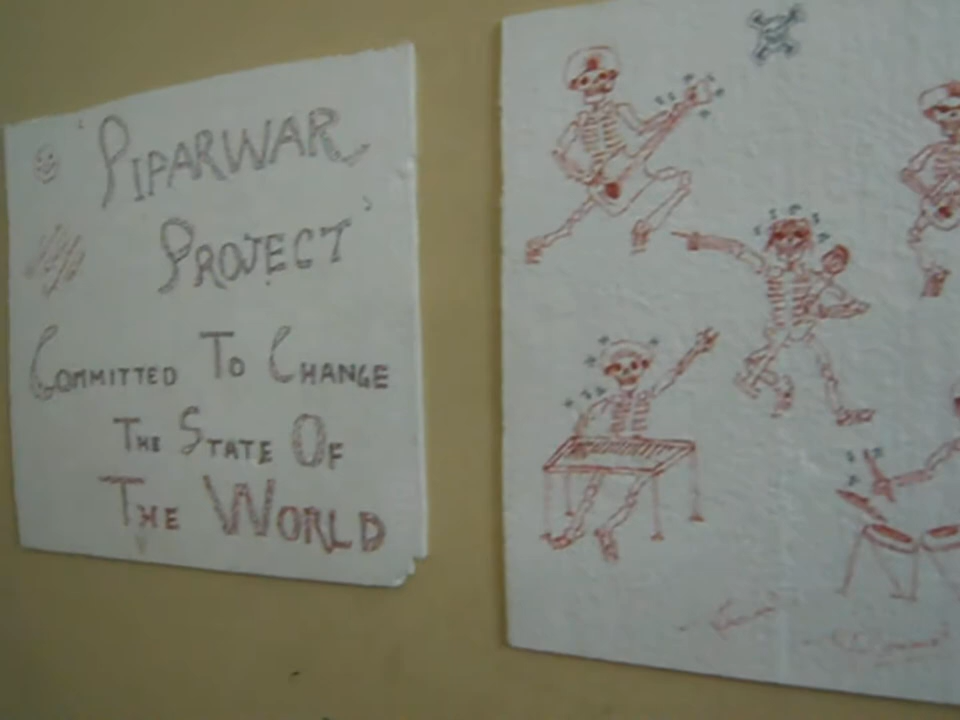 PIPARWAR
PROJECT
COMMITTED TO CHANGE
THE STATE OF
THE WORLD